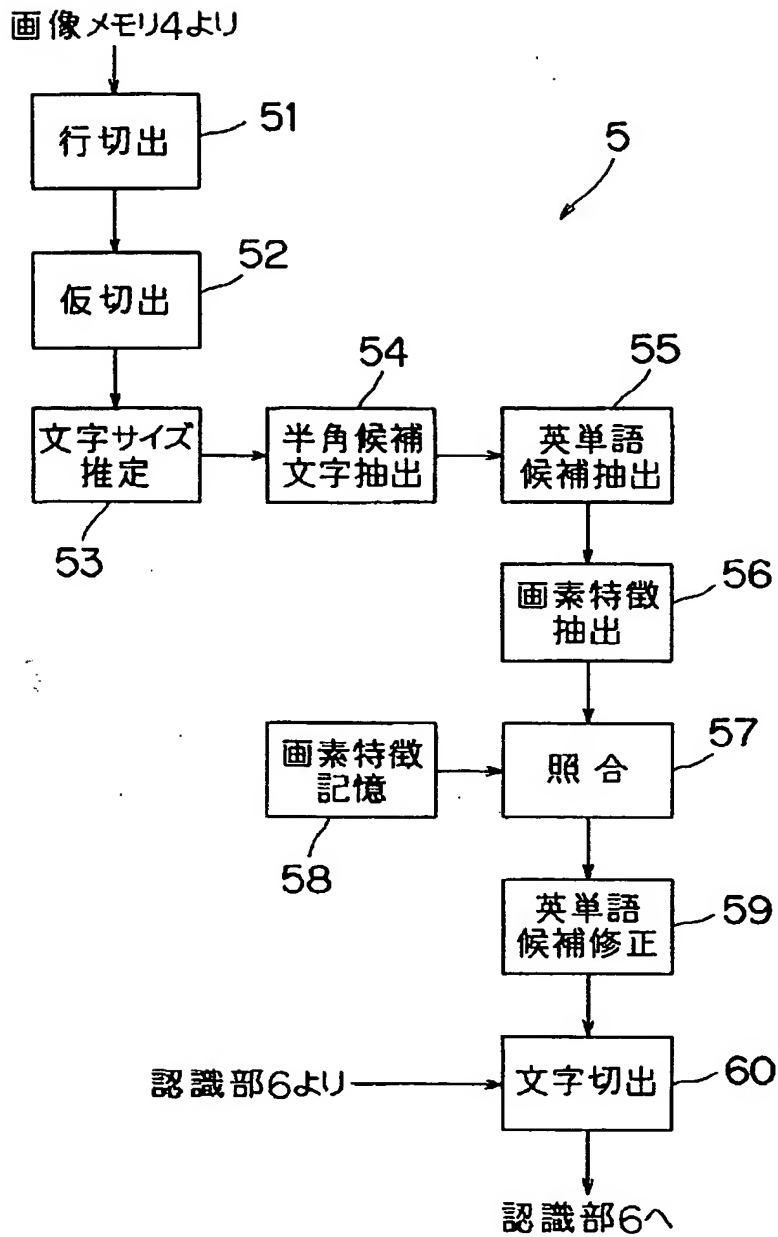 画像メモリ4より
行切出
51
5
仮切出
52
文字サイズ
推定
53
半角候補
文字抽出
54
英単語
候補抽出
55
画素特徴
抽出
56
画素特徴
記憶
58
照合
57
英単語
候補修正
59
認識部6より
文字切出
60
認識部6へ